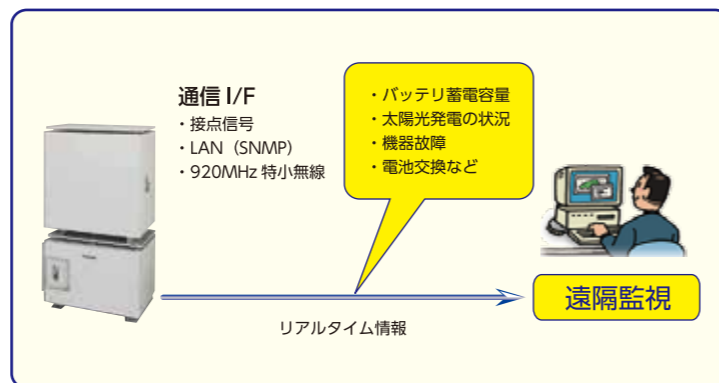 通信 I/F
・接点信号
・LAN（SNMP）
・920MHz 特小無線
・バッテリ蓄電容量
・太陽光発電の状況
・機器故障
・電池交換など
遠隔監視
リアルタイム情報